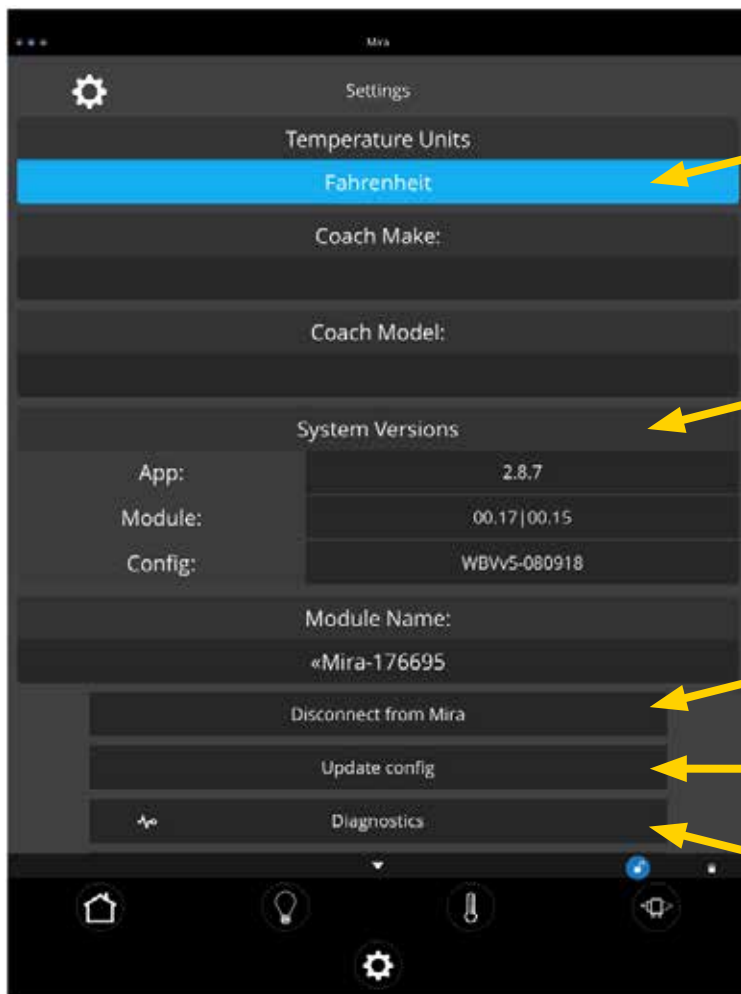 Mira
Settings
Temperature Units
Fahrenheit
Coach Make:
Coach Model:
System Versions
App: 2.8.7
Module: 00.17|00.15
Config: WBVv5-080918
Module Name:
«Mira-176695
Disconnect from Mira
Update config
Diagnostics